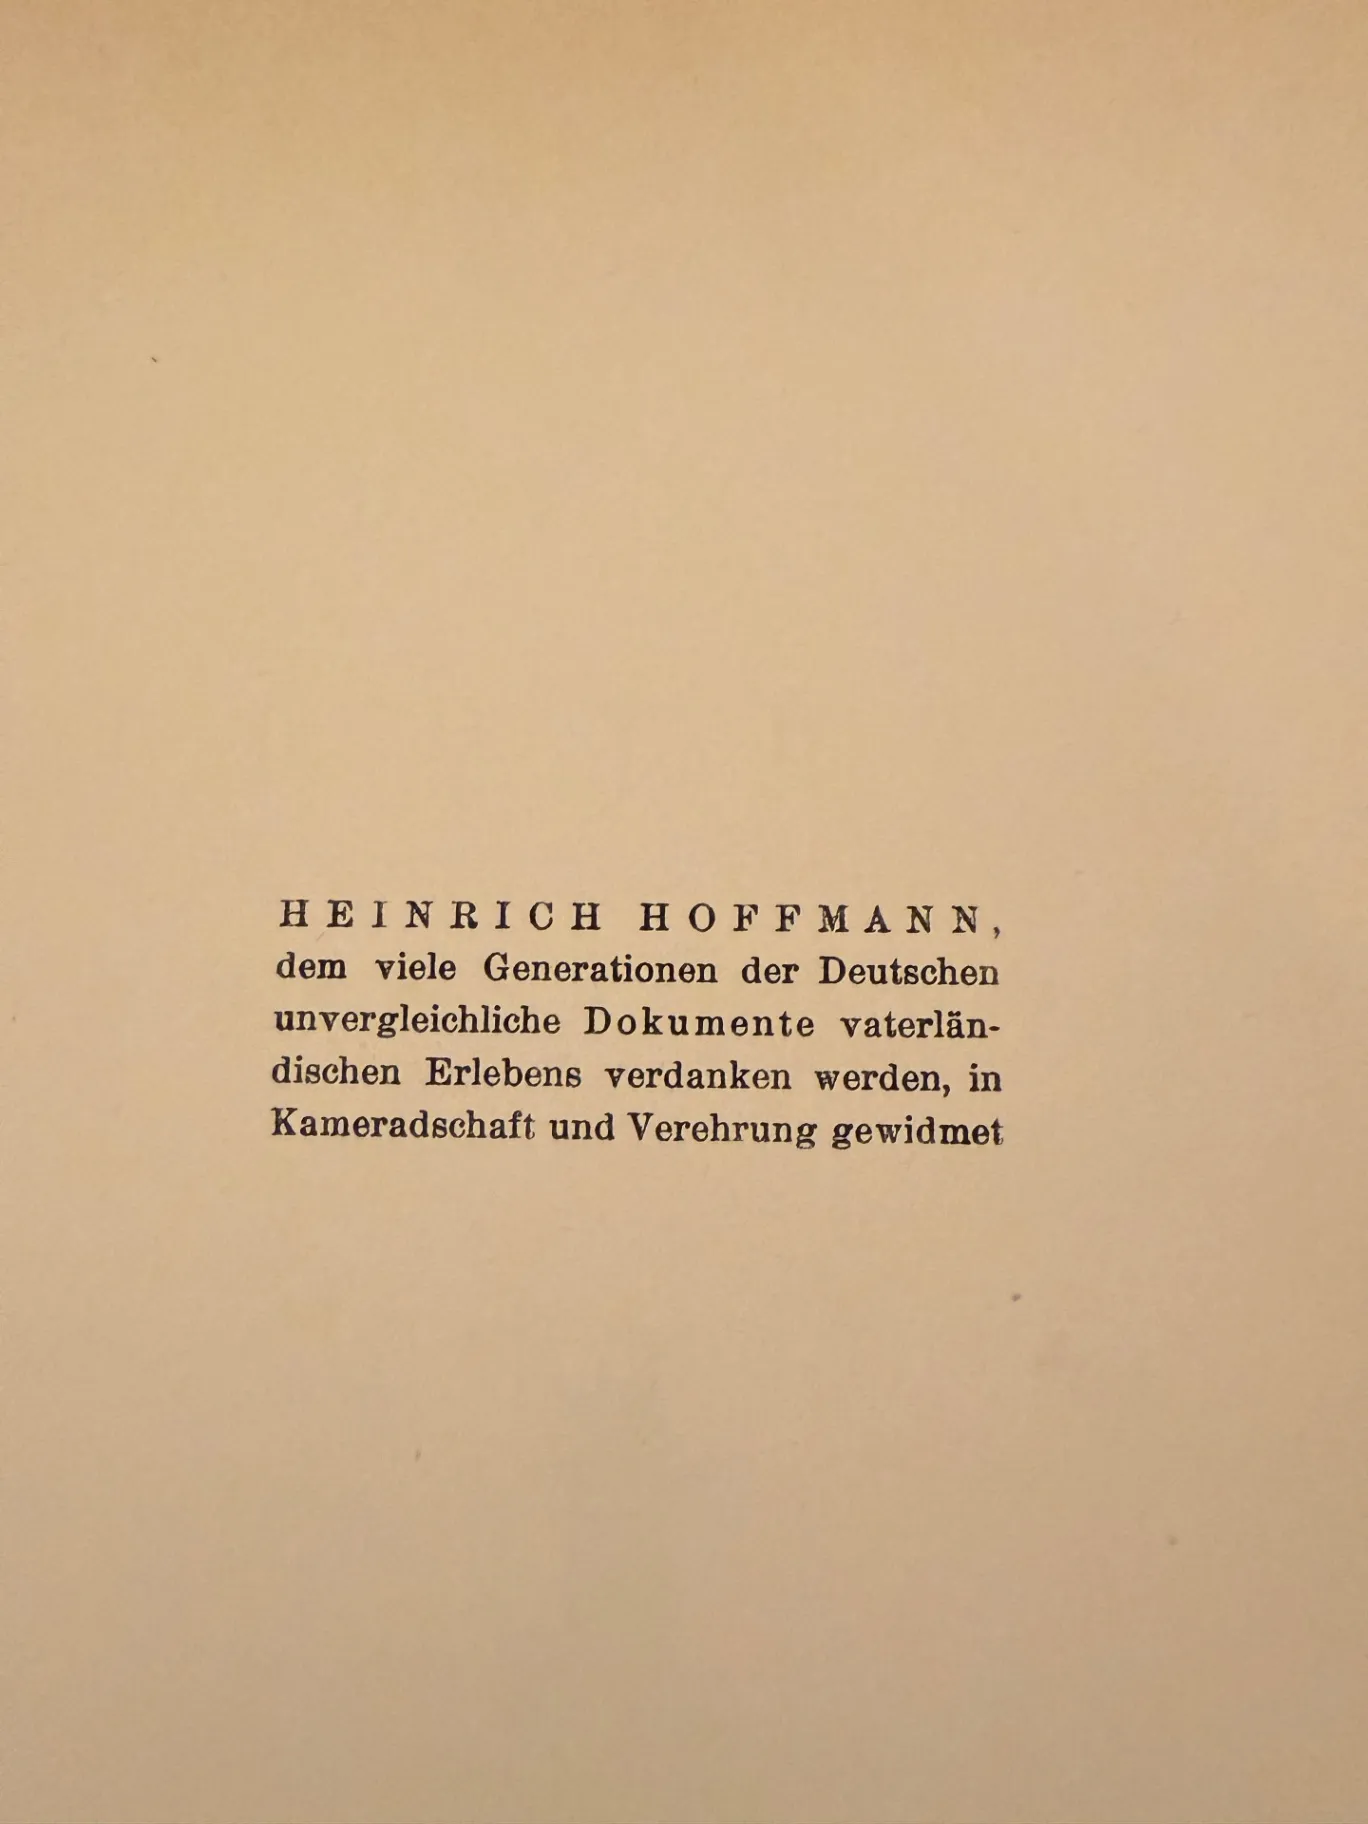 HEINRICH HOFFMANN,
dem viele Generationen der Deutschen
unvergleichliche Dokumente vaterlän-
dischen Erlebens verdanken werden, in
Kameradschaft und Verehrung gewidmet